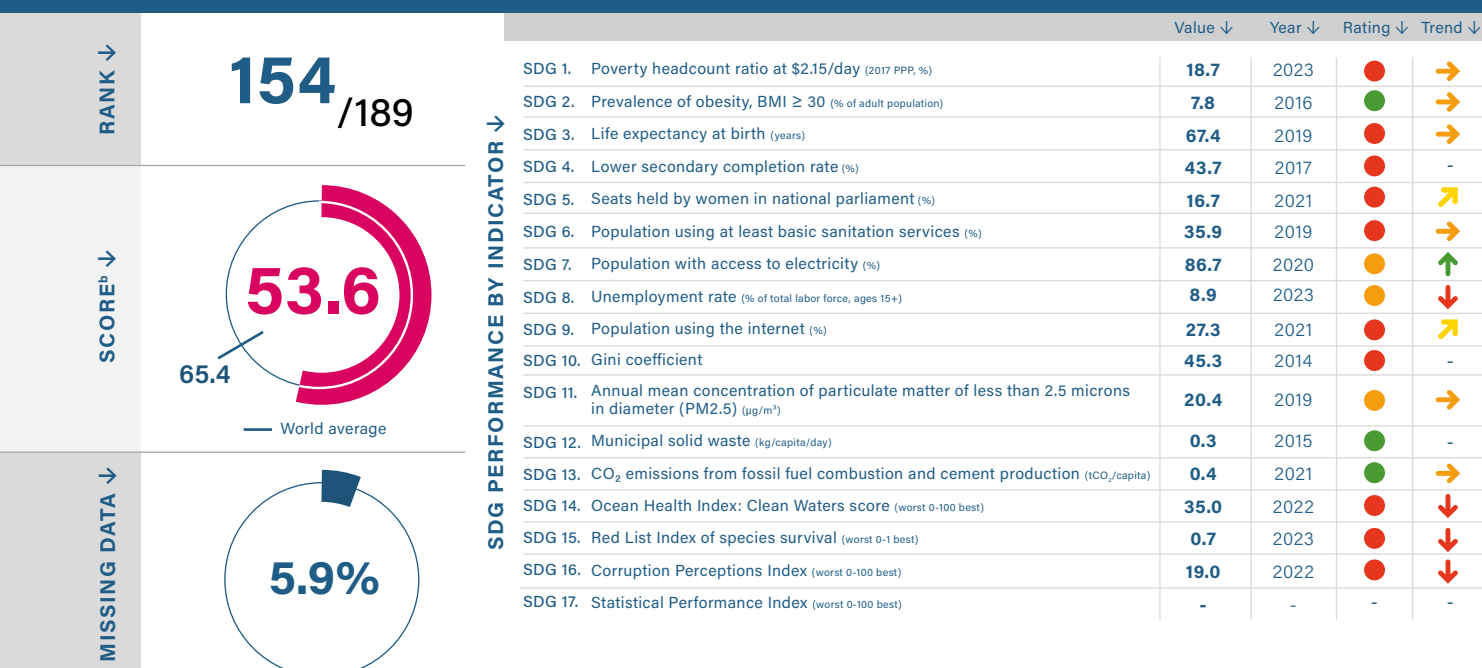 RANK →
154/189
SCOREᵇ →
53.6
65.4
World average
MISSING DATA →
5.9%
SDG PERFORMANCE BY INDICATOR →
Value ↓ Year ↓ Rating ↓ Trend ↓
SDG 1. Poverty headcount ratio at $2.15/day (2017 PPP, %) 18.7 2023 →
SDG 2. Prevalence of obesity, BMI ≥ 30 (% of adult population) 7.8 2016 →
SDG 3. Life expectancy at birth (years) 67.4 2019 →
SDG 4. Lower secondary completion rate (%) 43.7 2017 -
SDG 5. Seats held by women in national parliament (%) 16.7 2021 ↗
SDG 6. Population using at least basic sanitation services (%) 35.9 2019 →
SDG 7. Population with access to electricity (%) 86.7 2020 ↑
SDG 8. Unemployment rate (% of total labor force, ages 15+) 8.9 2023 ↓
SDG 9. Population using the internet (%) 27.3 2021 ↗
SDG 10. Gini coefficient 45.3 2014 -
SDG 11. Annual mean concentration of particulate matter of less than 2.5 microns
in diameter (PM2.5) (µg/m³) 20.4 2019 →
SDG 12. Municipal solid waste (kg/capita/day) 0.3 2015 -
SDG 13. CO₂ emissions from fossil fuel combustion and cement production (tCO₂/capita) 0.4 2021 →
SDG 14. Ocean Health Index: Clean Waters score (worst 0-100 best) 35.0 2022 ↓
SDG 15. Red List Index of species survival (worst 0-1 best) 0.7 2023 ↓
SDG 16. Corruption Perceptions Index (worst 0-100 best) 19.0 2022 ↓
SDG 17. Statistical Performance Index (worst 0-100 best) - - - -